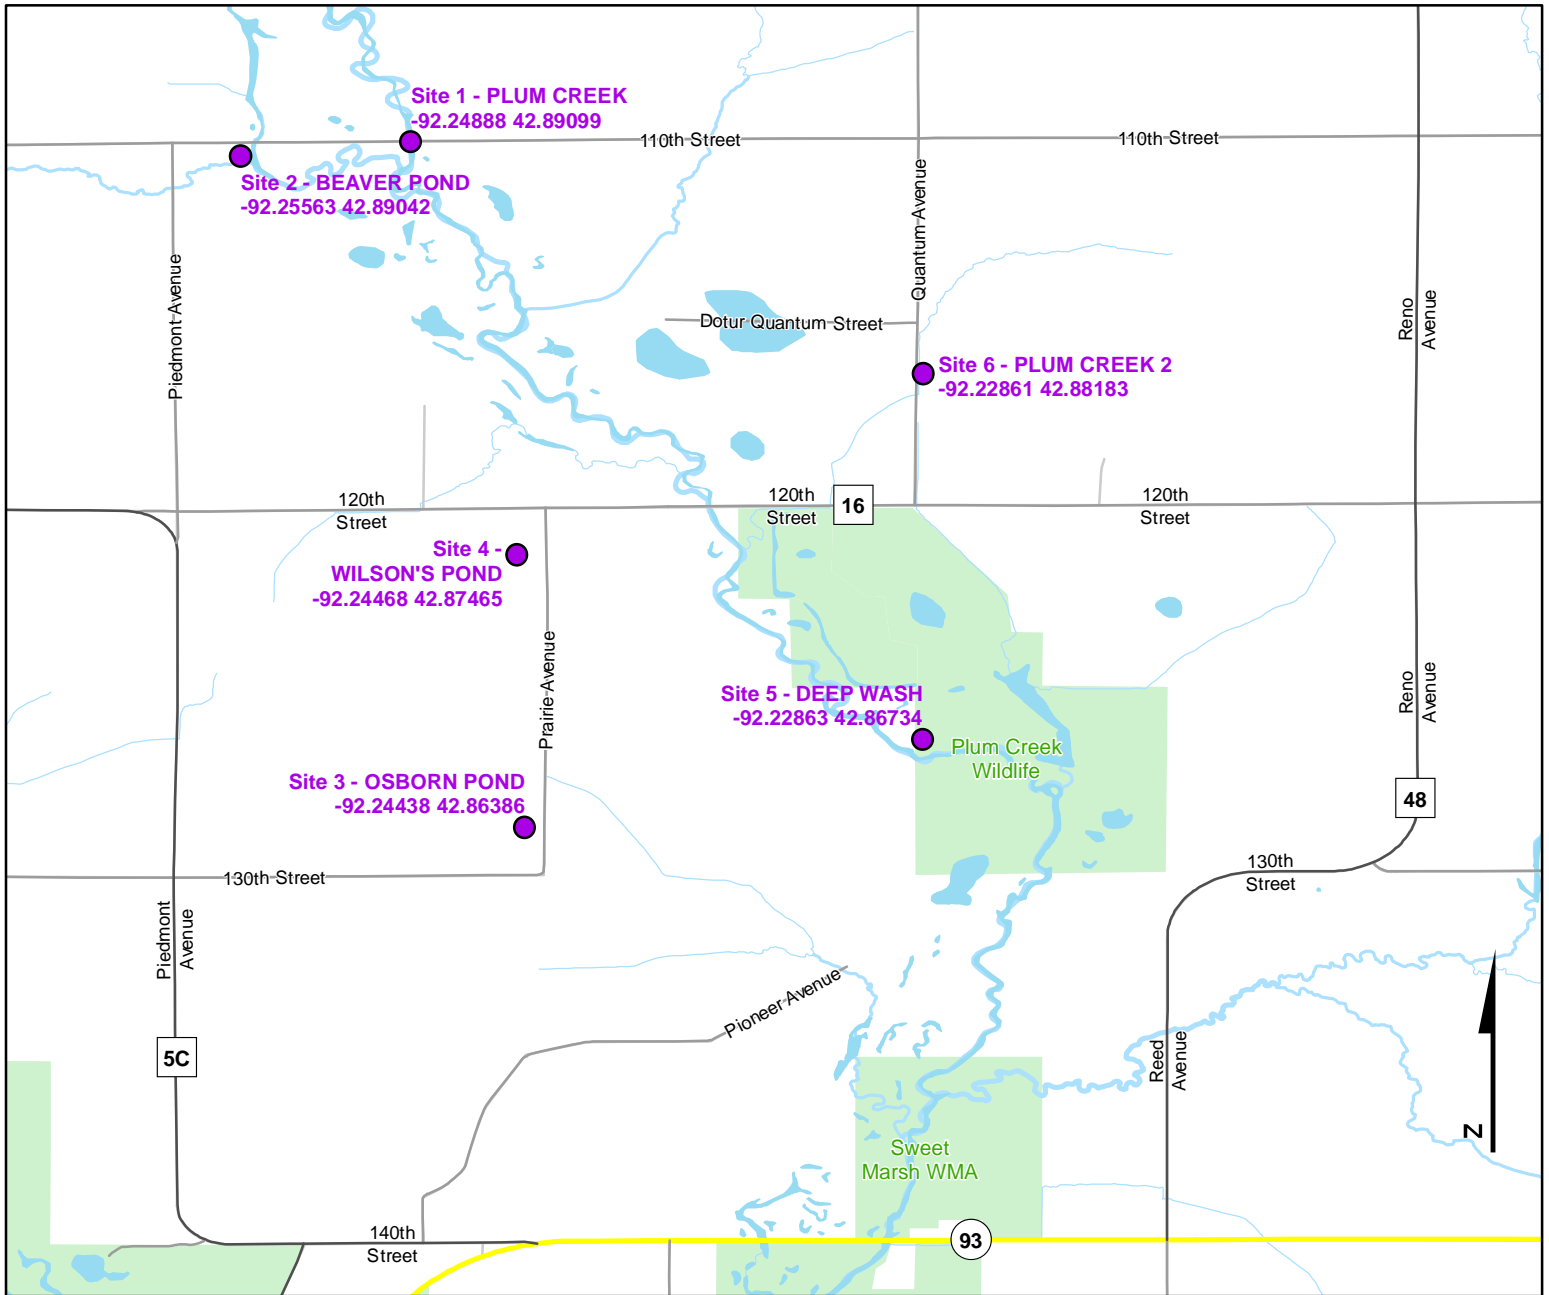 Site 1 - PLUM CREEK
-92.24888 42.89099
110th Street
110th Street
Site 2 - BEAVER POND
-92.25563 42.89042
Piedmont Avenue
Quantum Avenue
Dotur Quantum Street
Reno
Avenue
Site 6 - PLUM CREEK 2
-92.22861 42.88183
120th
Street
120th
Street
16
120th
Street
Site 4 -
WILSON'S POND
-92.24468 42.87465
Prairie Avenue
Site 5 - DEEP WASH
-92.22863 42.86734
Reno
Avenue
Plum Creek
Wildlife
Site 3 - OSBORN POND
-92.24438 42.86386
48
130th Street
130th
Street
Piedmont
Avenue
Pioneer Avenue
5C
Reed
Avenue
N
Sweet
Marsh WMA
140th
Street
93